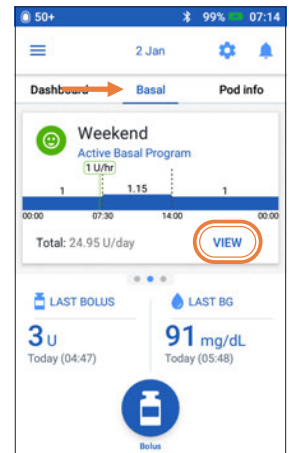 50+ 99% 07:14
2 Jan
Dashboard Basal Pod info
Weekend
Active Basal Program
1 U/hr
1 1.15 1
00:00 07:30 14:00 00:00
Total: 24.95 U/day VIEW
LAST BOLUS LAST BG
3 U 91 mg/dL
Today (04:47) Today (05:48)
Bolus